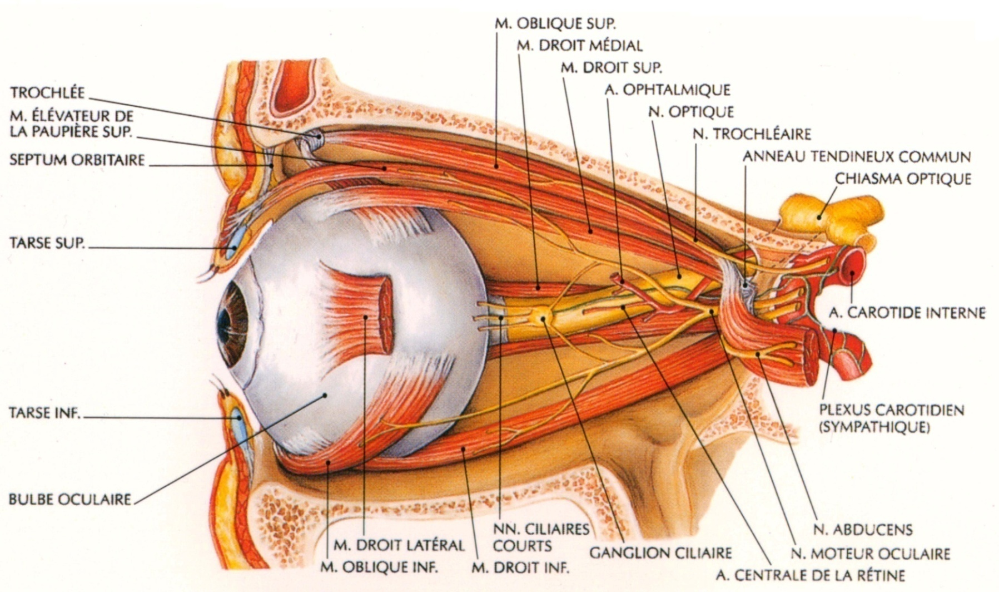 M. OBLIQUE SUP.
M. DROIT MÉDIAL
M. DROIT SUP.
A. OPHTALMIQUE
N. OPTIQUE
N. TROCHLÉAIRE
ANNEAU TENDINEUX COMMUN
CHIASMA OPTIQUE
TROCHLÉE
M. ÉLÉVATEUR DE
LA PAUPIÈRE SUP.
SEPTUM ORBITAIRE
TARSE SUP.
A. CAROTIDE INTERNE
TARSE INF.
PLEXUS CAROTIDIEN
(SYMPATHIQUE)
BULBE OCULAIRE
NN. CILIAIRES
COURTS
M. DROIT LATÉRAL
M. OBLIQUE INF.
M. DROIT INF.
GANGLION CILIAIRE
N. ABDUCENS
N. MOTEUR OCULAIRE
A. CENTRALE DE LA RÉTINE